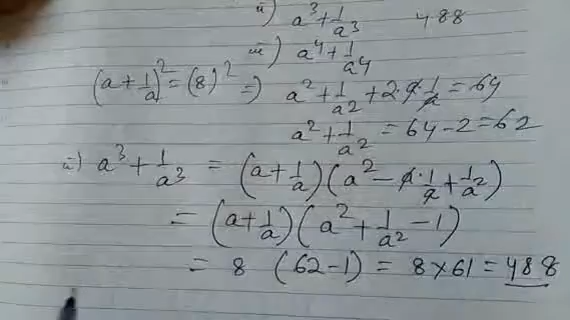 ii) a³ + 1/a³ 488
iii) a⁴ + 1/a⁴
(a + 1/a)² = (8)² ⇒ a² + 1/a² + 2·a·1/a = 64
a² + 1/a² = 64 - 2 = 62
ii) a³ + 1/a³ = (a + 1/a)(a² - a·1/a + 1/a²)
= (a + 1/a)(a² + 1/a² - 1)
= 8 (62 - 1) = 8 × 61 = 488